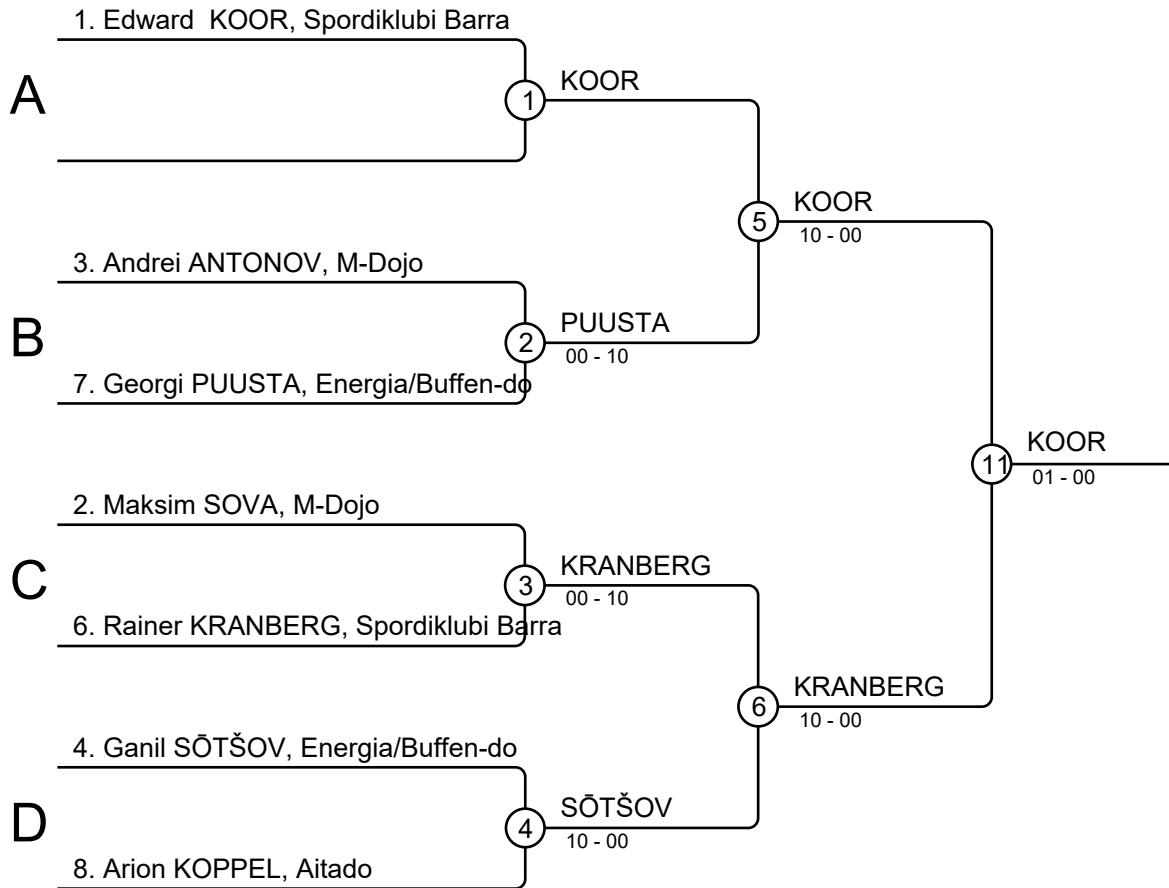 1. Edward  KOOR, Spordiklubi Barra
A
1
KOOR
5
KOOR
10 - 00
3. Andrei ANTONOV, M-Dojo
B
2
PUUSTA
00 - 10
7. Georgi PUUSTA, Energia/Buffen-do
11
KOOR
01 - 00
2. Maksim SOVA, M-Dojo
C
3
KRANBERG
00 - 10
6. Rainer KRANBERG, Spordiklubi Barra
6
KRANBERG
10 - 00
4. Ganil SŌTŠOV, Energia/Buffen-do
D
4
SŌTŠOV
10 - 00
8. Arion KOPPEL, Aitado